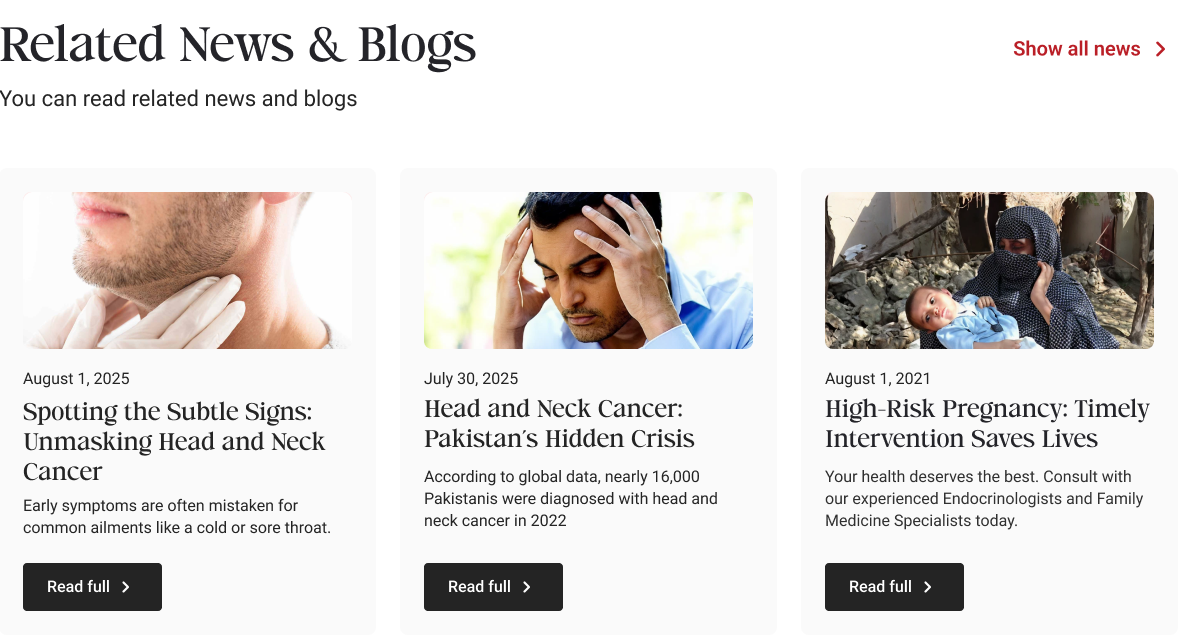 Related News & Blogs
Show all news
You can read related news and blogs
August 1, 2025
Spotting the Subtle Signs:
Unmasking Head and Neck
Cancer
Early symptoms are often mistaken for
common ailments like a cold or sore throat.
Read full
July 30, 2025
Head and Neck Cancer:
Pakistan's Hidden Crisis
According to global data, nearly 16,000
Pakistanis were diagnosed with head and
neck cancer in 2022
Read full
August 1, 2021
High-Risk Pregnancy: Timely
Intervention Saves Lives
Your health deserves the best. Consult with
our experienced Endocrinologists and Family
Medicine Specialists today.
Read full